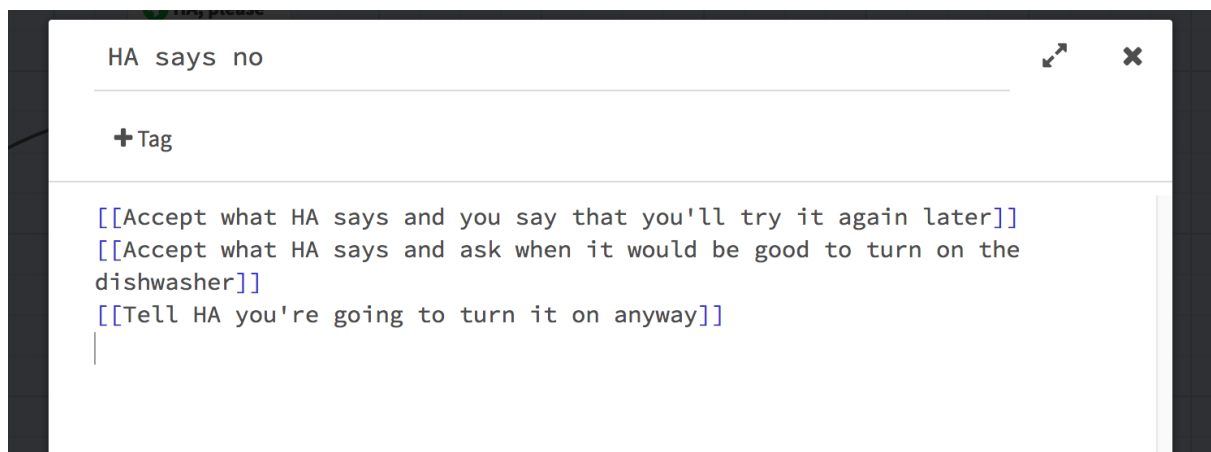 HA, please
HA says no
Tag
[[Accept what HA says and you say that you'll try it again later]]
[[Accept what HA says and ask when it would be good to turn on the
dishwasher]]
[[Tell HA you're going to turn it on anyway]]